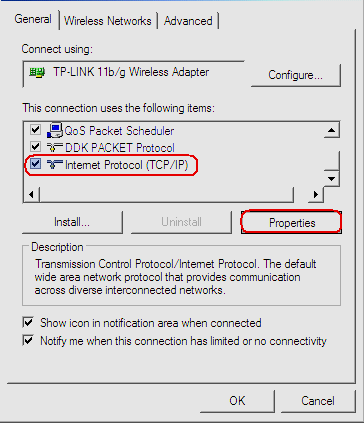 General
Wireless Networks
Advanced
Connect using:
TP-LINK 11b/g Wireless Adapter
Configure...
This connection uses the following items:
QoS Packet Scheduler
DDK PACKET Protocol
Internet Protocol (TCP/IP)
Install...
Uninstall
Properties
Description
Transmission Control Protocol/Internet Protocol. The default
wide area network protocol that provides communication
across diverse interconnected networks.
Show icon in notification area when connected
Notify me when this connection has limited or no connectivity
OK
Cancel